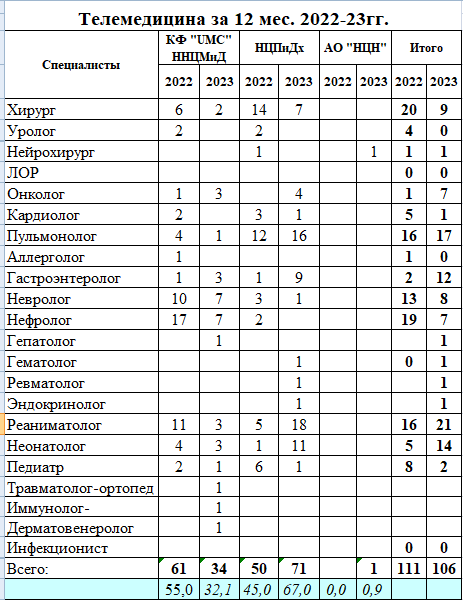 Телемедицина за 12 мес. 2022-23гг.
Специалисты КФ "UMC" ННЦМиД НЦПиДх АО "НЦН" Итого
2022 2023 2022 2023 2022 2023 2022 2023
Хирург 6 2 14 7 20 9
Уролог 2 2 4 0
Нейрохирург 1 1 1 1
ЛОР 0 0
Онколог 1 3 4 1 7
Кардиолог 2 3 1 5 1
Пульмонолог 4 1 12 16 16 17
Аллерголог 1 1 0
Гастроэнтеролог 1 3 1 9 2 12
Невролог 10 7 3 1 13 8
Нефролог 17 7 2 19 7
Гепатолог 1 1
Гематолог 1 0 1
Ревматолог 1 1
Эндокринолог 1 1
Реаниматолог 11 3 5 18 16 21
Неонатолог 4 3 1 11 5 14
Педиатр 2 1 6 1 8 2
Травматолог-ортопед 1
Иммунолог- 1
Дерматовенеролог 1
Инфекционист 0 0
Всего: 61 34 50 71 1 111 106
55,0 32,1 45,0 67,0 0,0 0,9